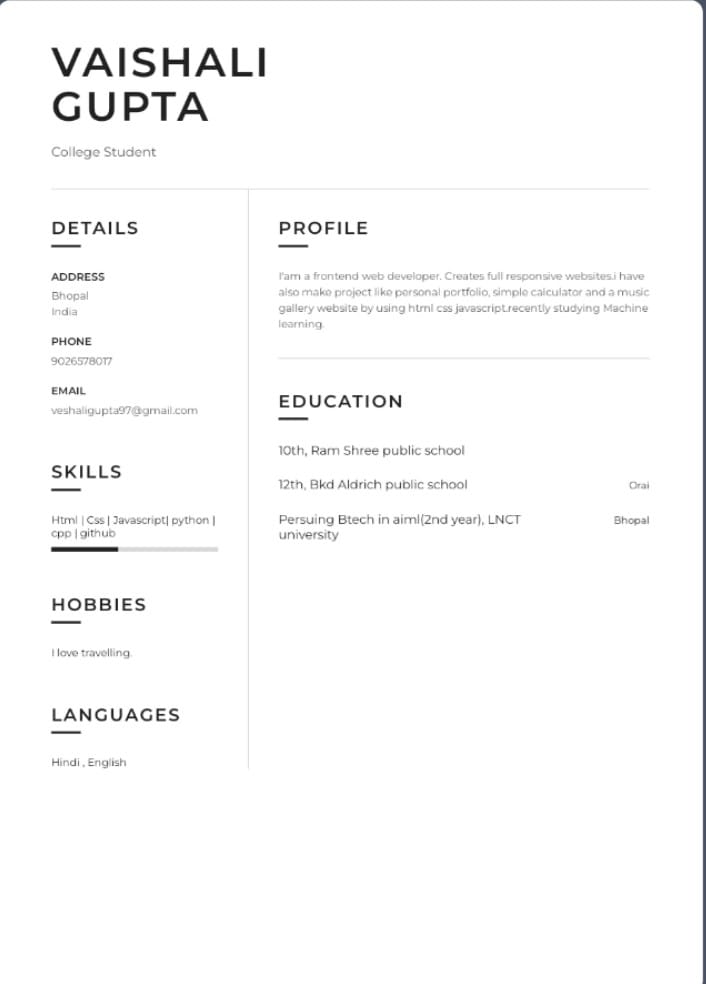 VAISHALI
GUPTA
College Student
DETAILS
ADDRESS
Bhopal
India
PHONE
9026578017
EMAIL
veshaligupta97@gmail.com
SKILLS
Html | Css | Javascript| python |
cpp | github
HOBBIES
I love travelling.
LANGUAGES
Hindi , English
PROFILE
I'am a frontend web developer. Creates full responsive websites.i have
also make project like personal portfolio, simple calculator and a music
gallery website by using html css javascript.recently studying Machine
learning.
EDUCATION
10th, Ram Shree public school
12th, Bkd Aldrich public school Orai
Persuing Btech in aiml(2nd year), LNCT Bhopal
university